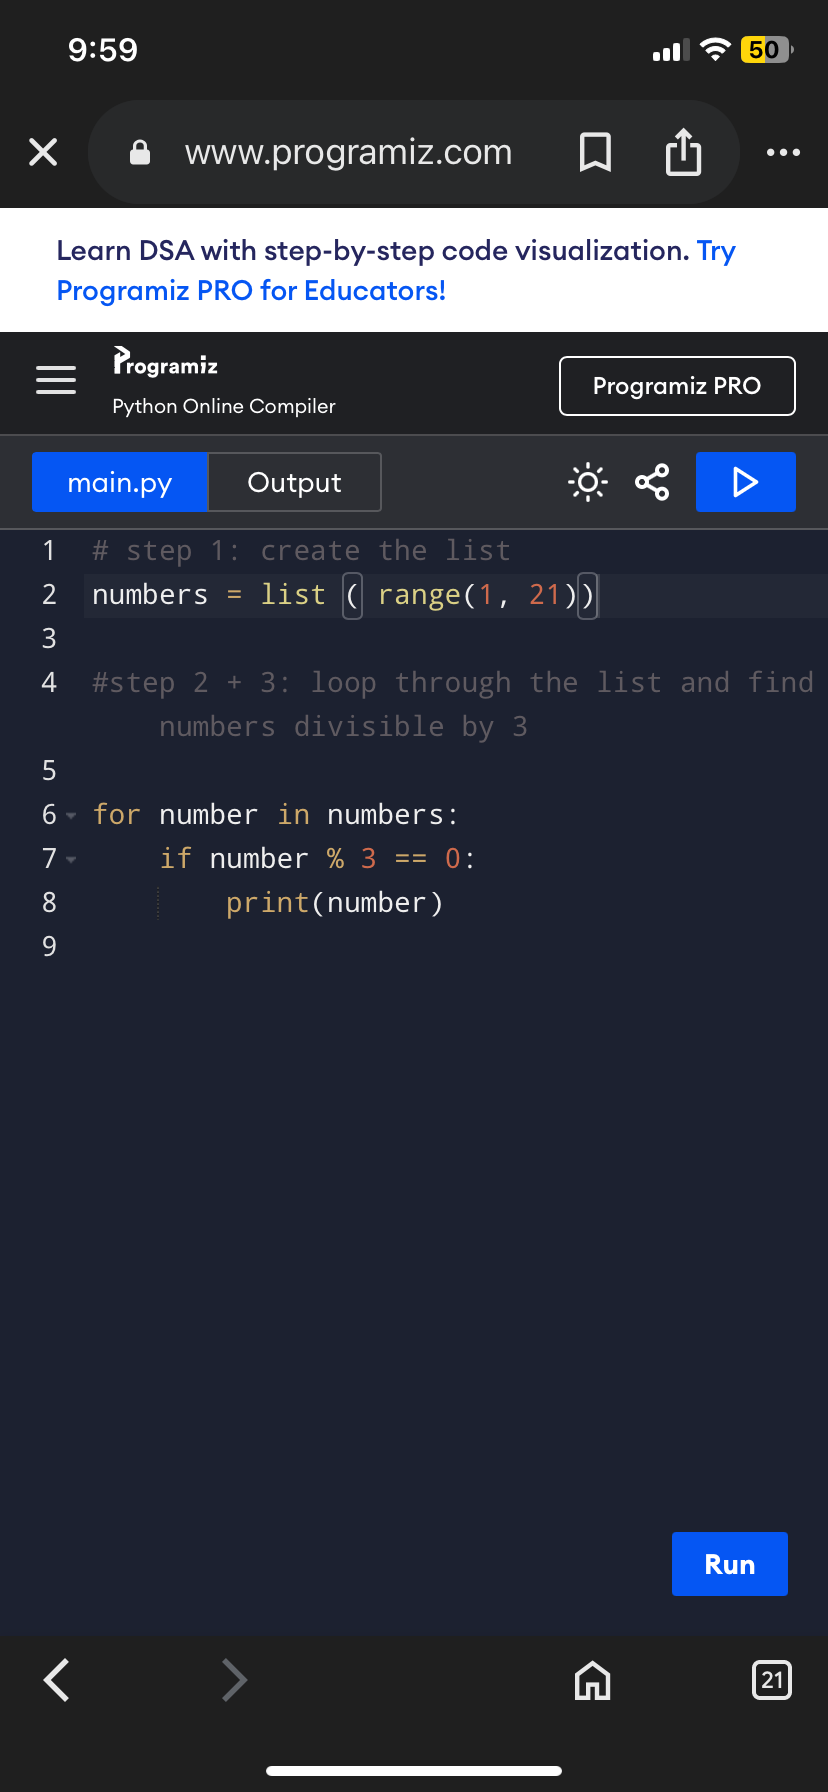 9:59
50
www.programiz.com
Learn DSA with step-by-step code visualization. Try
Programiz PRO for Educators!
Programiz
Python Online Compiler
Programiz PRO
main.py
Output
1 # step 1: create the list
2 numbers = list ( range(1, 21))
3
4 #step 2 + 3: loop through the list and find
numbers divisible by 3
5
6 for number in numbers:
7     if number % 3 == 0:
8         print(number)
9
Run
21